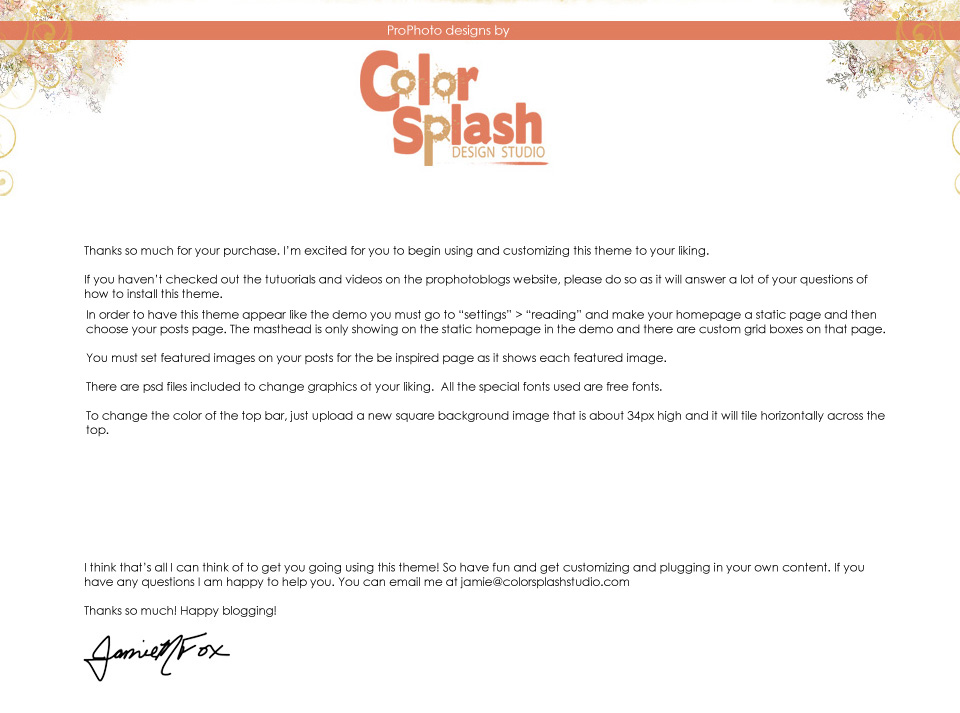 ProPhoto designs by
Color
Splash
DESIGN STUDIO
Thanks so much for your purchase. I’m excited for you to begin using and customizing this theme to your liking.
If you haven’t checked out the tutuorials and videos on the prophotoblogs website, please do so as it will answer a lot of your questions of
how to install this theme.
In order to have this theme appear like the demo you must go to “settings” > “reading” and make your homepage a static page and then
choose your posts page. The masthead is only showing on the static homepage in the demo and there are custom grid boxes on that page.
You must set featured images on your posts for the be inspired page as it shows each featured image.
There are psd files included to change graphics ot your liking.  All the special fonts used are free fonts.
To change the color of the top bar, just upload a new square background image that is about 34px high and it will tile horizontally across the
top.
I think that’s all I can think of to get you going using this theme! So have fun and get customizing and plugging in your own content. If you
have any questions I am happy to help you. You can email me at jamie@colorsplashstudio.com
Thanks so much! Happy blogging!
Jamie M Fox